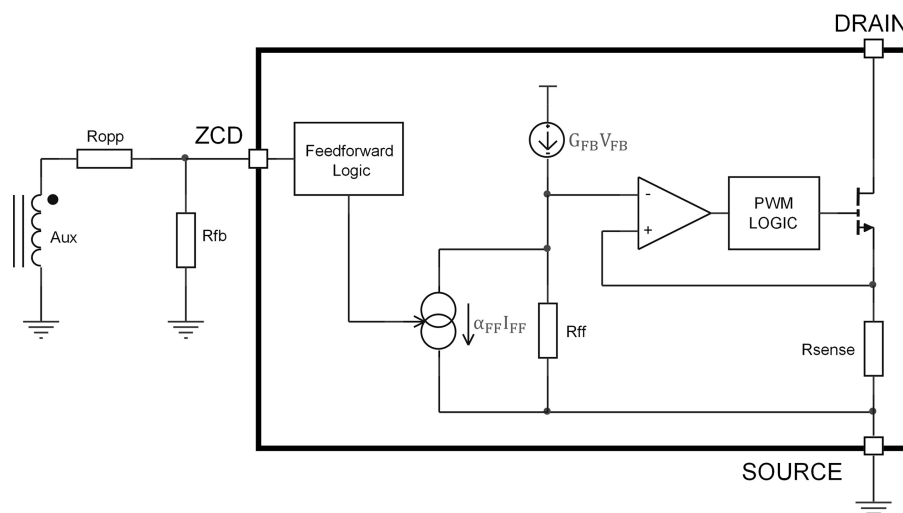 DRAIN
Ropp
ZCD
Feedforward
Logic
G_FB V_FB
-
+
PWM
LOGIC
Aux
Rfb
α_FF I_FF
Rff
Rsense
SOURCE